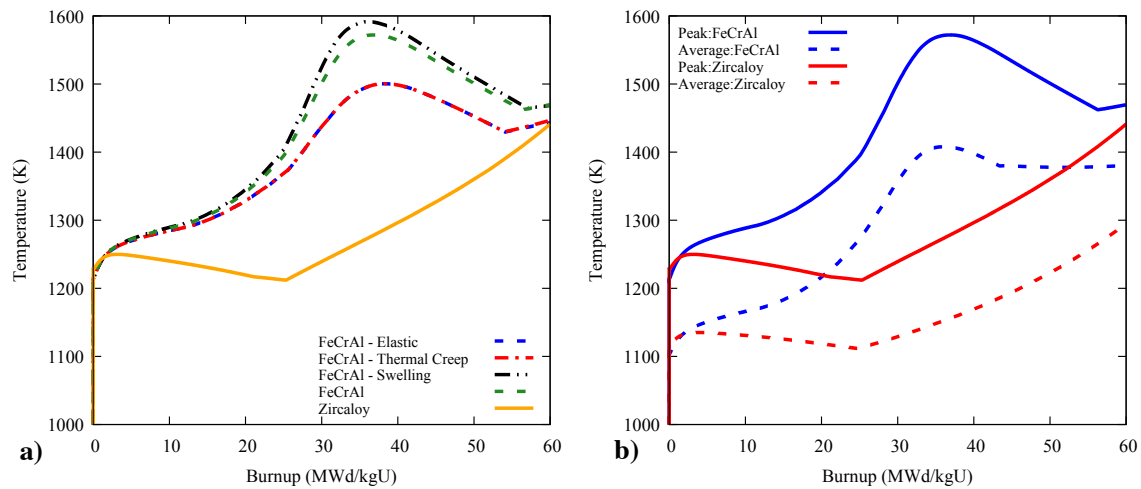 1600
1500
1400
1300
1200
1100
1000
Temperature (K)
FeCrAl - Elastic
FeCrAl - Thermal Creep
FeCrAl - Swelling
FeCrAl
Zircaloy
0 10 20 30 40 50 60
Burnup (MWd/kgU)
a)
1600
1500
1400
1300
1200
1100
1000
Temperature (K)
Peak:FeCrAl
Average:FeCrAl
Peak:Zircaloy
Average:Zircaloy
0 10 20 30 40 50 60
Burnup (MWd/kgU)
b)